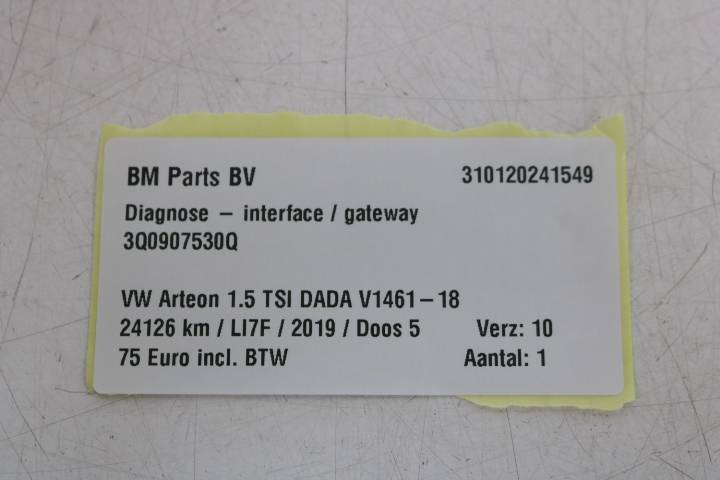 BM Parts BV 310120241549
Diagnose – interface / gateway
3Q0907530Q
VW Arteon 1.5 TSI DADA V1461–18
24126 km / LI7F / 2019 / Doos 5 Verz: 10
75 Euro incl. BTW Aantal: 1